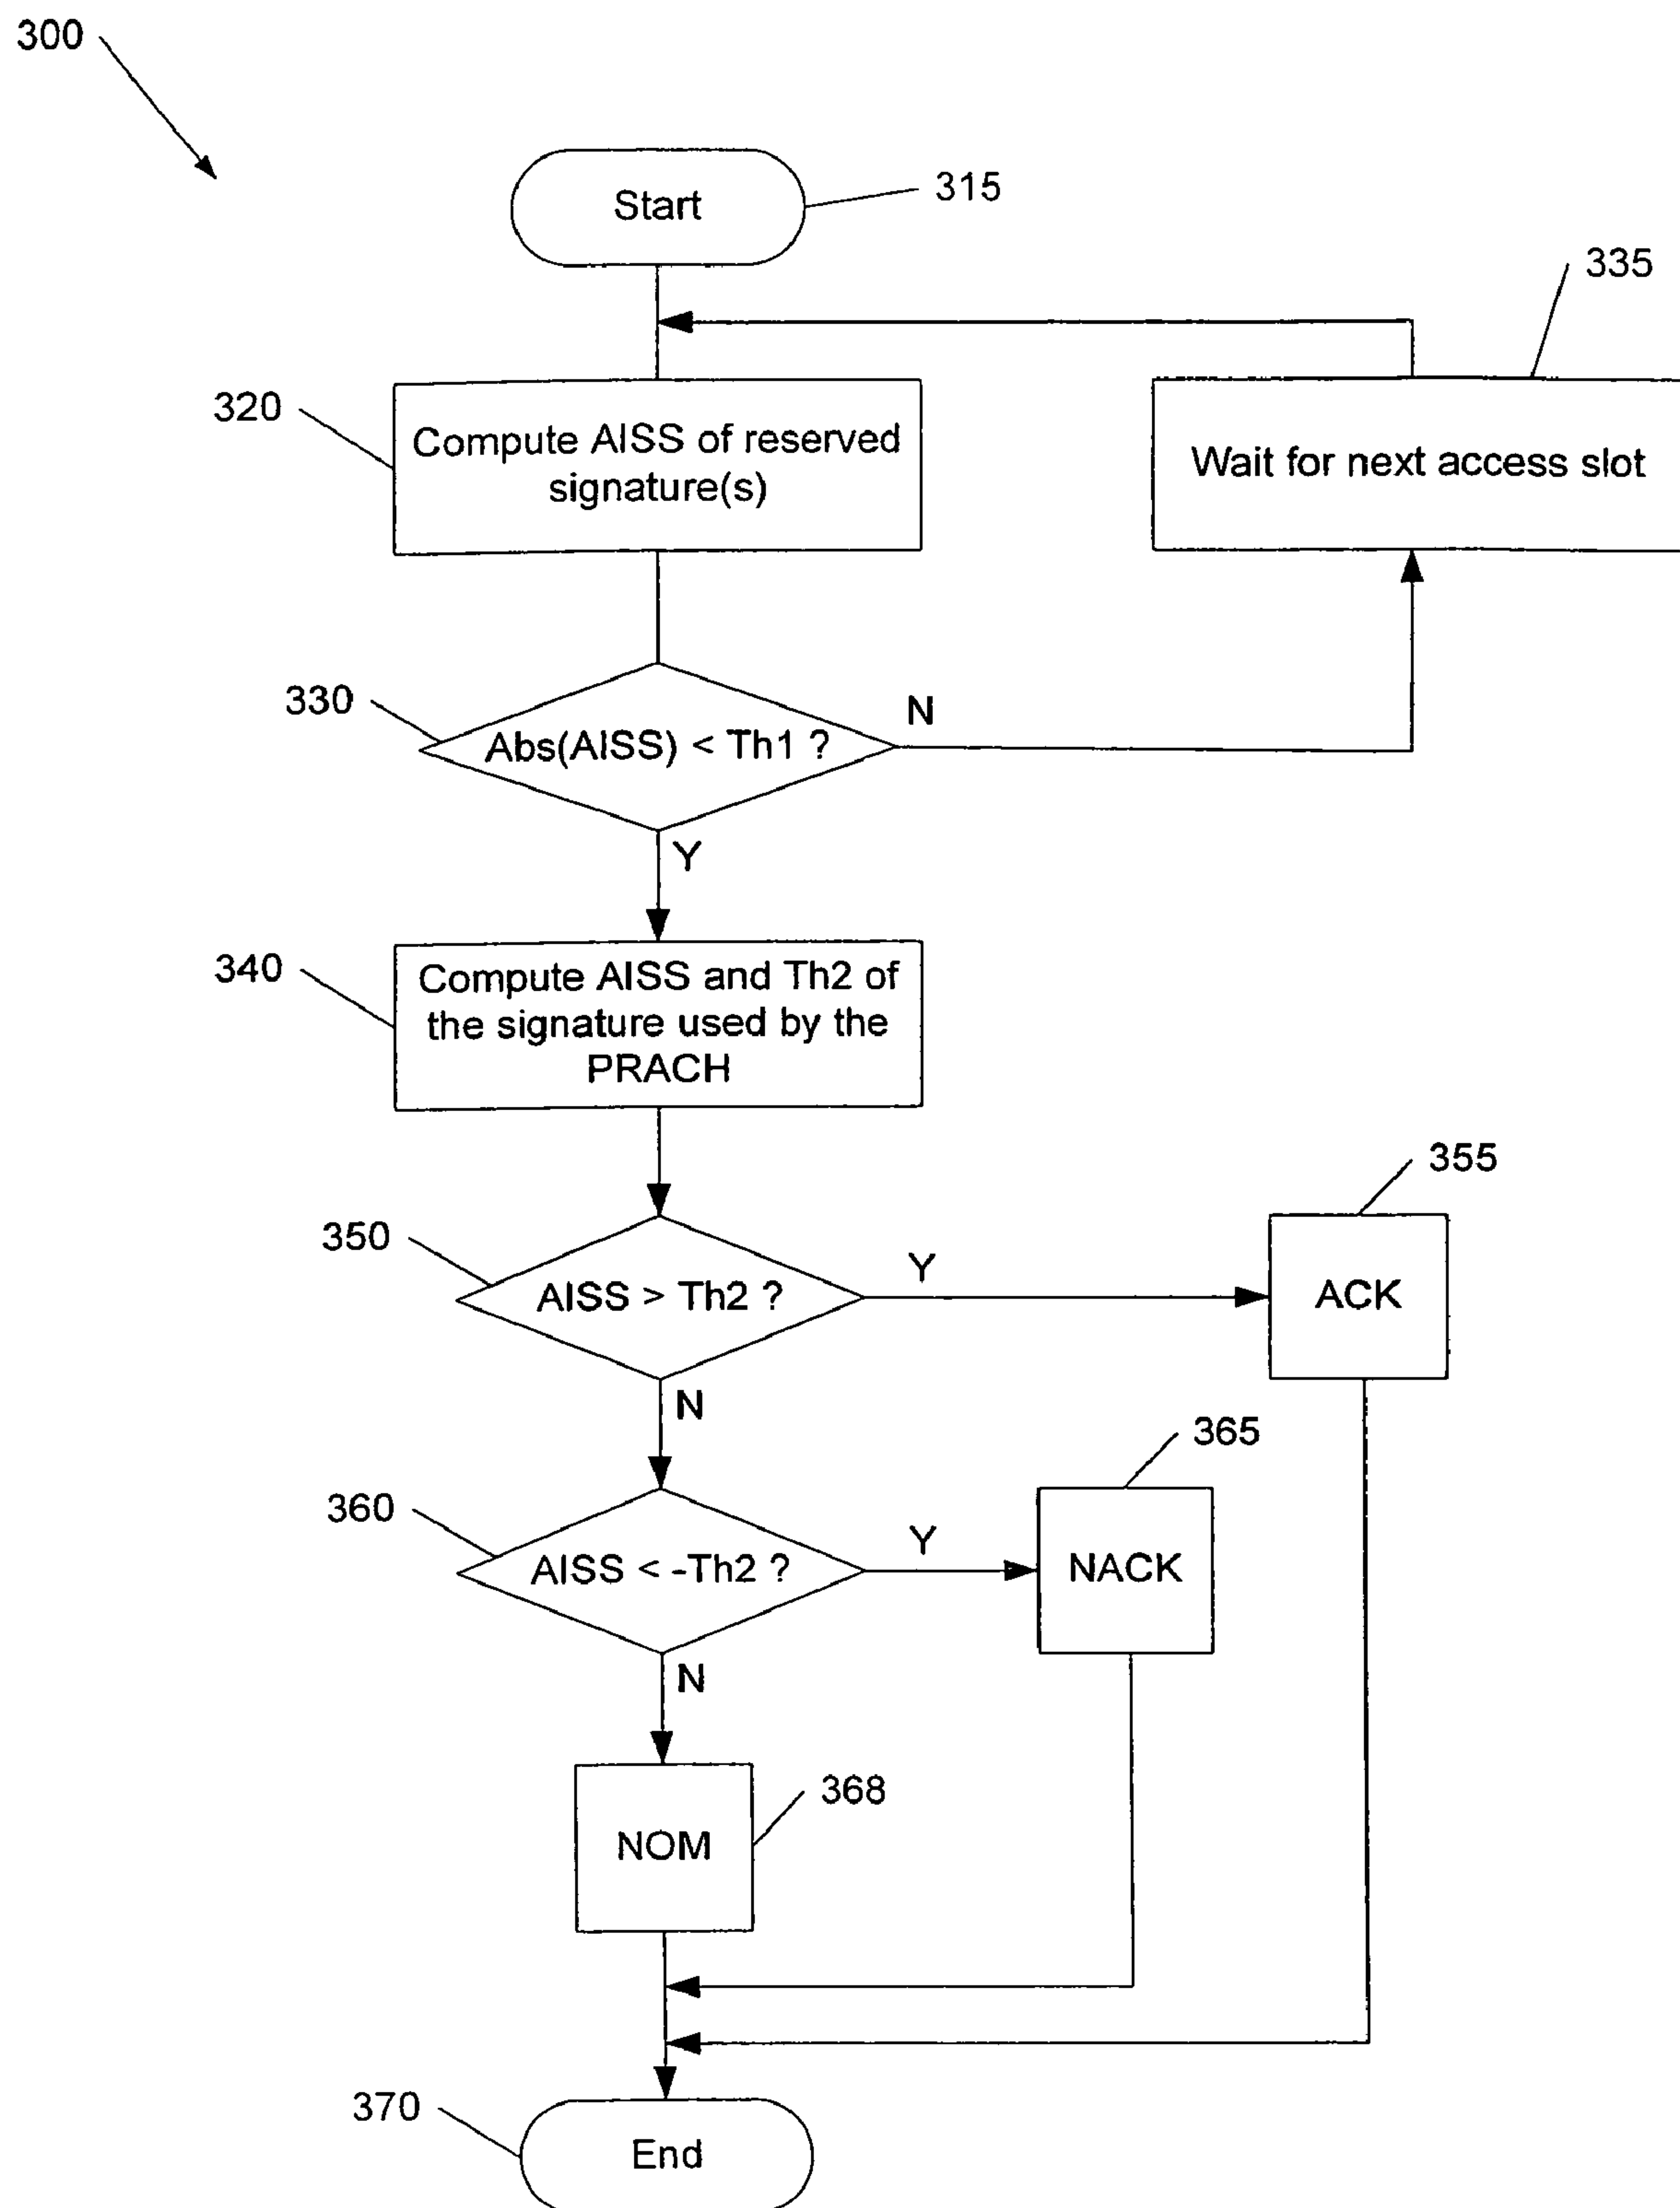 300
Start
315
335
320
Compute AISS of reserved
signature(s)
Wait for next access slot
330
Abs(AISS) < Th1 ?
N
Y
340
Compute AISS and Th2 of
the signature used by the
PRACH
355
350
AISS > Th2 ?
Y
ACK
N
365
360
AISS < -Th2 ?
Y
NACK
N
368
NOM
370
End